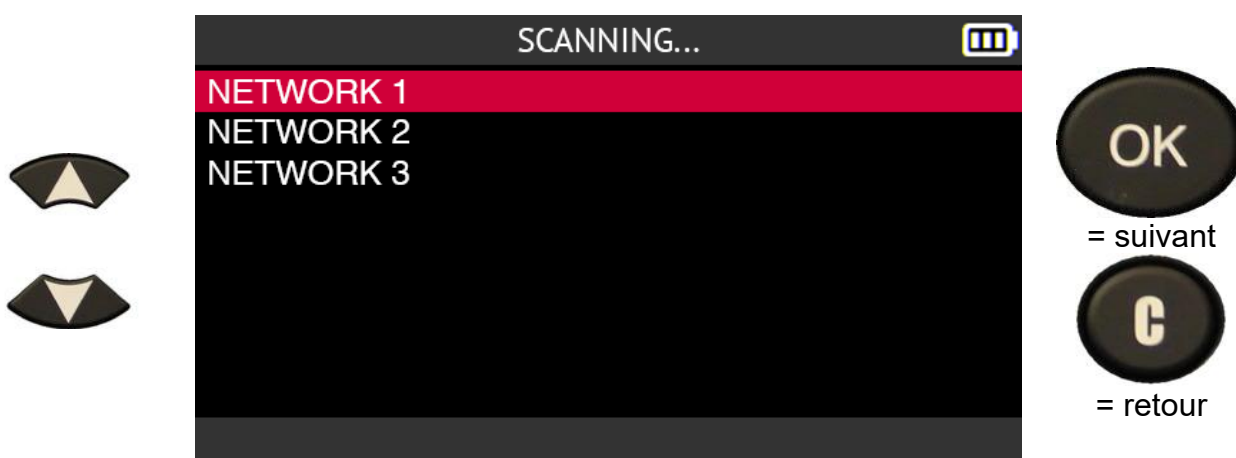 SCANNING...
NETWORK 1
NETWORK 2
NETWORK 3
OK
= suivant
C
= retour